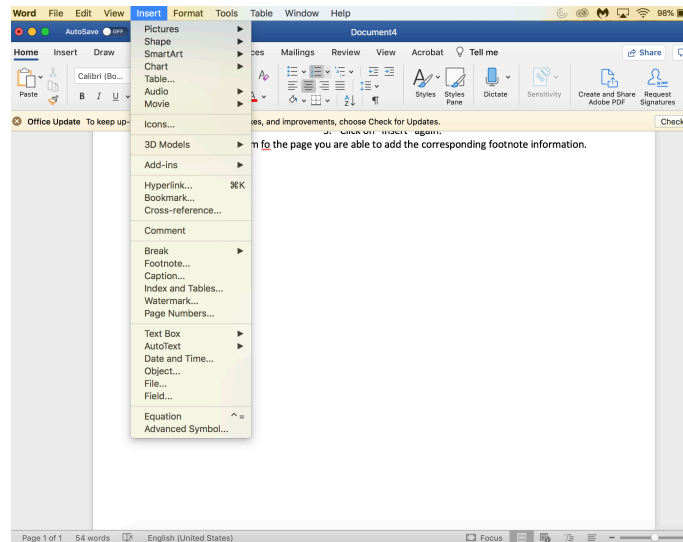 Word File Edit View Insert Format Tools Table Window Help 98%
AutoSave OFF Document4
Home Insert Draw ces Mailings Review View Acrobat Tell me Share
Calibri (Bo...
Paste B I U Styles Styles Pane Dictate Sensitivity Create and Share Adobe PDF Request Signatures
Office Update To keep up- xes, and improvements, choose Check for Updates. Check
Pictures
Shape
SmartArt
Chart
Table...
Audio
Movie
Icons...
3D Models
Add-ins
Hyperlink... ⌘K
Bookmark...
Cross-reference...
Comment
Break
Footnote...
Caption...
Index and Tables...
Watermark...
Page Numbers...
Text Box
AutoText
Date and Time...
Object...
File...
Field...
Equation ^=
Advanced Symbol...
5. Click on "Insert" again.
m fo the page you are able to add the corresponding footnote information.
Page 1 of 1 54 words English (United States) Focus